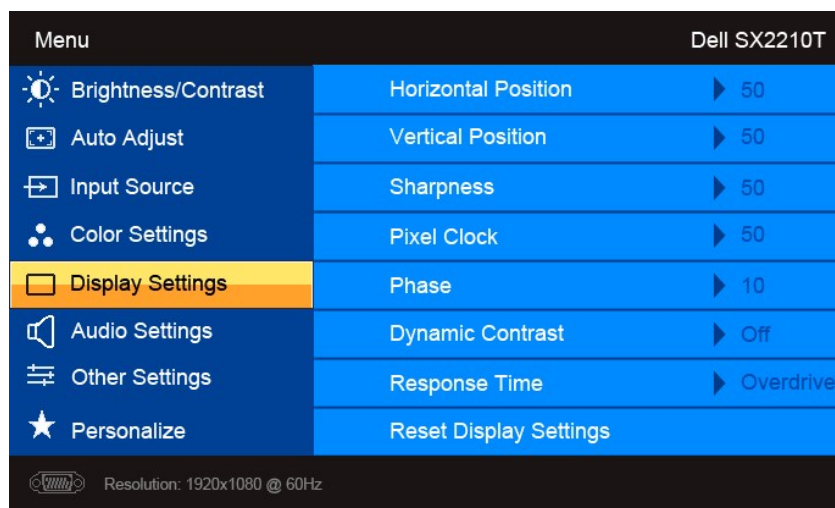 Menu Dell SX2210T
Brightness/Contrast Horizontal Position 50
Auto Adjust Vertical Position 50
Input Source Sharpness 50
Color Settings Pixel Clock 50
Display Settings Phase 10
Audio Settings Dynamic Contrast Off
Other Settings Response Time Overdrive
Personalize Reset Display Settings
Resolution: 1920x1080 @ 60Hz